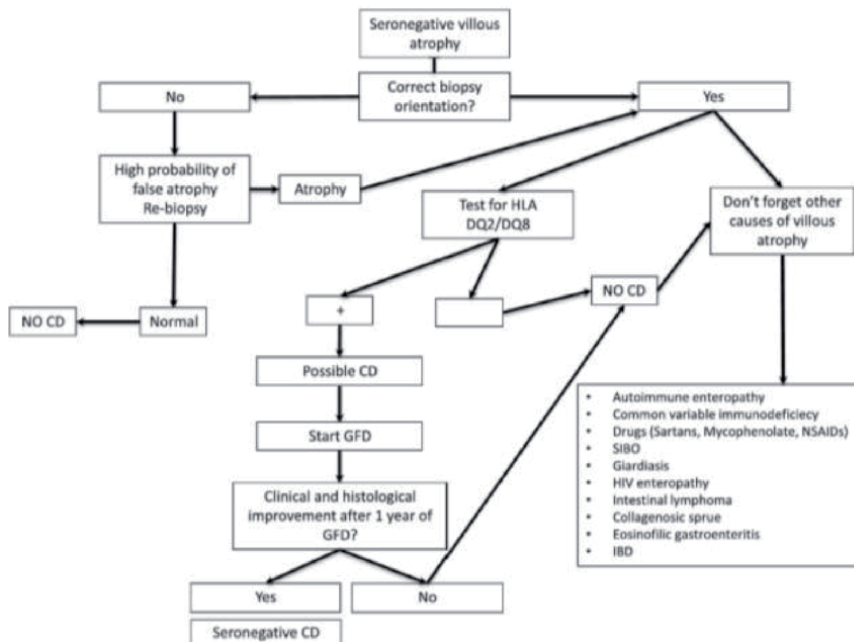 Seronegative villous
atrophy
Correct biopsy
orientation?
No
Yes
High probability of
false atrophy
Re-biopsy
Atrophy
Test for HLA
DQ2/DQ8
Don't forget other
causes of villous
atrophy
NO CD
Normal
+
NO CD
Possible CD
Start GFD
Clinical and histological
improvement after 1 year of
GFD?
Yes
No
Seronegative CD
• Autoimmune enteropathy
• Common variable immunodeficiecy
• Drugs (Sartans, Mycophenolate, NSAIDs)
• SIBO
• Giardiasis
• HIV enteropathy
• Intestinal lymphoma
• Collagenosic sprue
• Eosinofilic gastroenteritis
• IBD